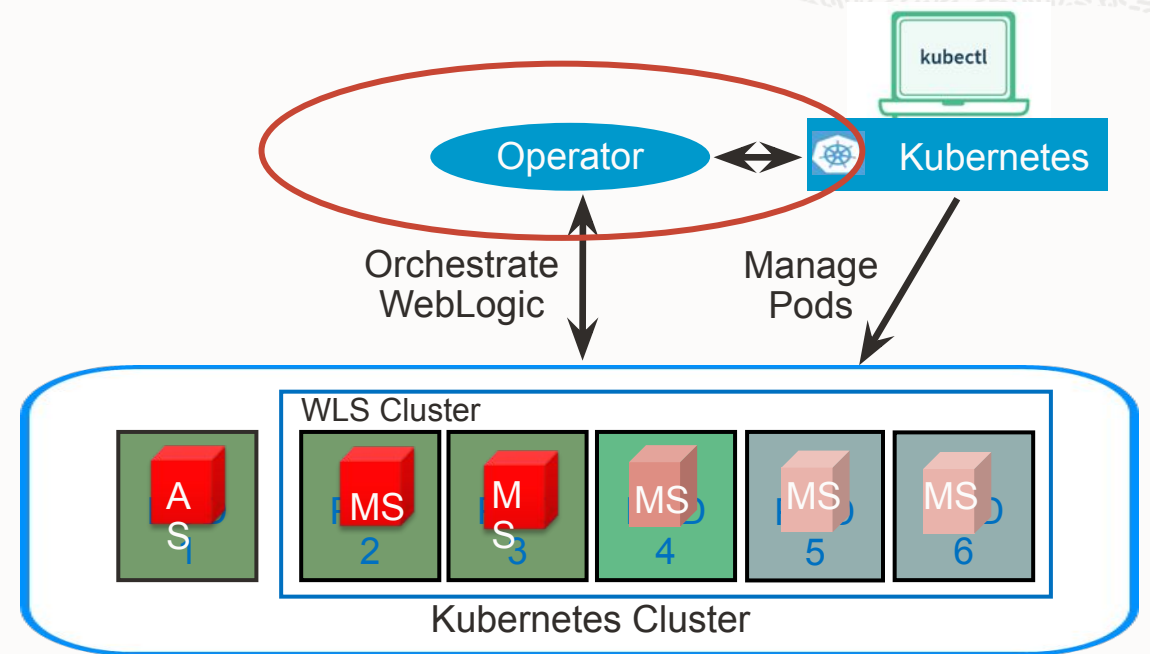 kubectl
Operator
Kubernetes
Orchestrate
WebLogic
Manage
Pods
WLS Cluster
A
S
1
MS
2
M
S
3
MS
4
MS
5
MS
6
Kubernetes Cluster